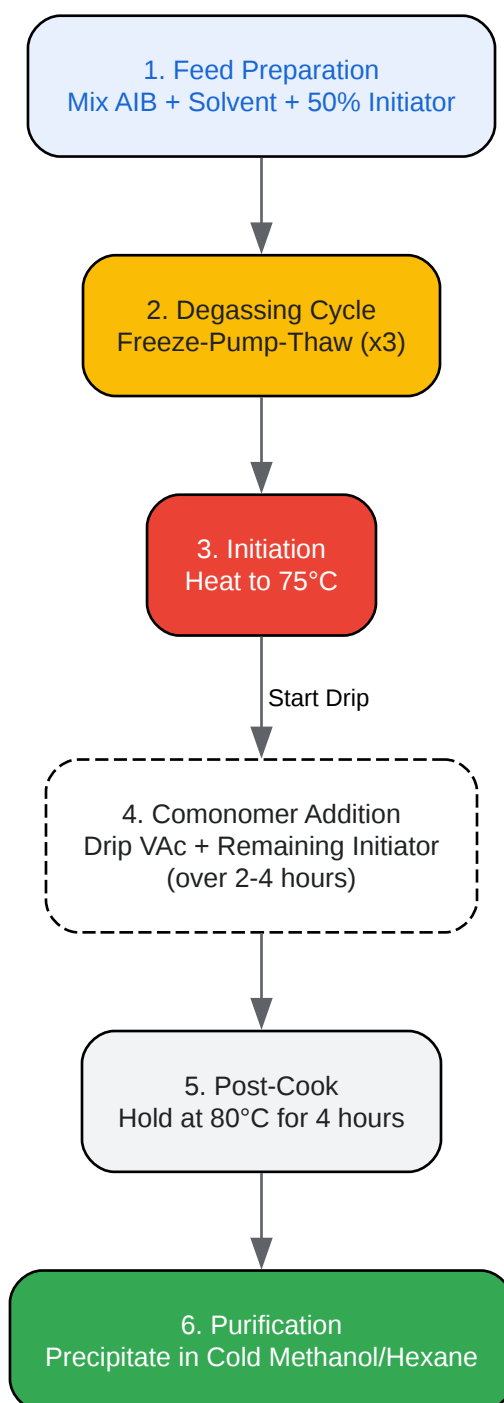 1. Feed Preparation
Mix AIB + Solvent + 50% Initiator
2. Degassing Cycle
Freeze-Pump-Thaw (x3)
3. Initiation
Heat to 75°C
Start Drip
4. Comonomer Addition
Drip VAc + Remaining Initiator
(over 2-4 hours)
5. Post-Cook
Hold at 80°C for 4 hours
6. Purification
Precipitate in Cold Methanol/Hexane